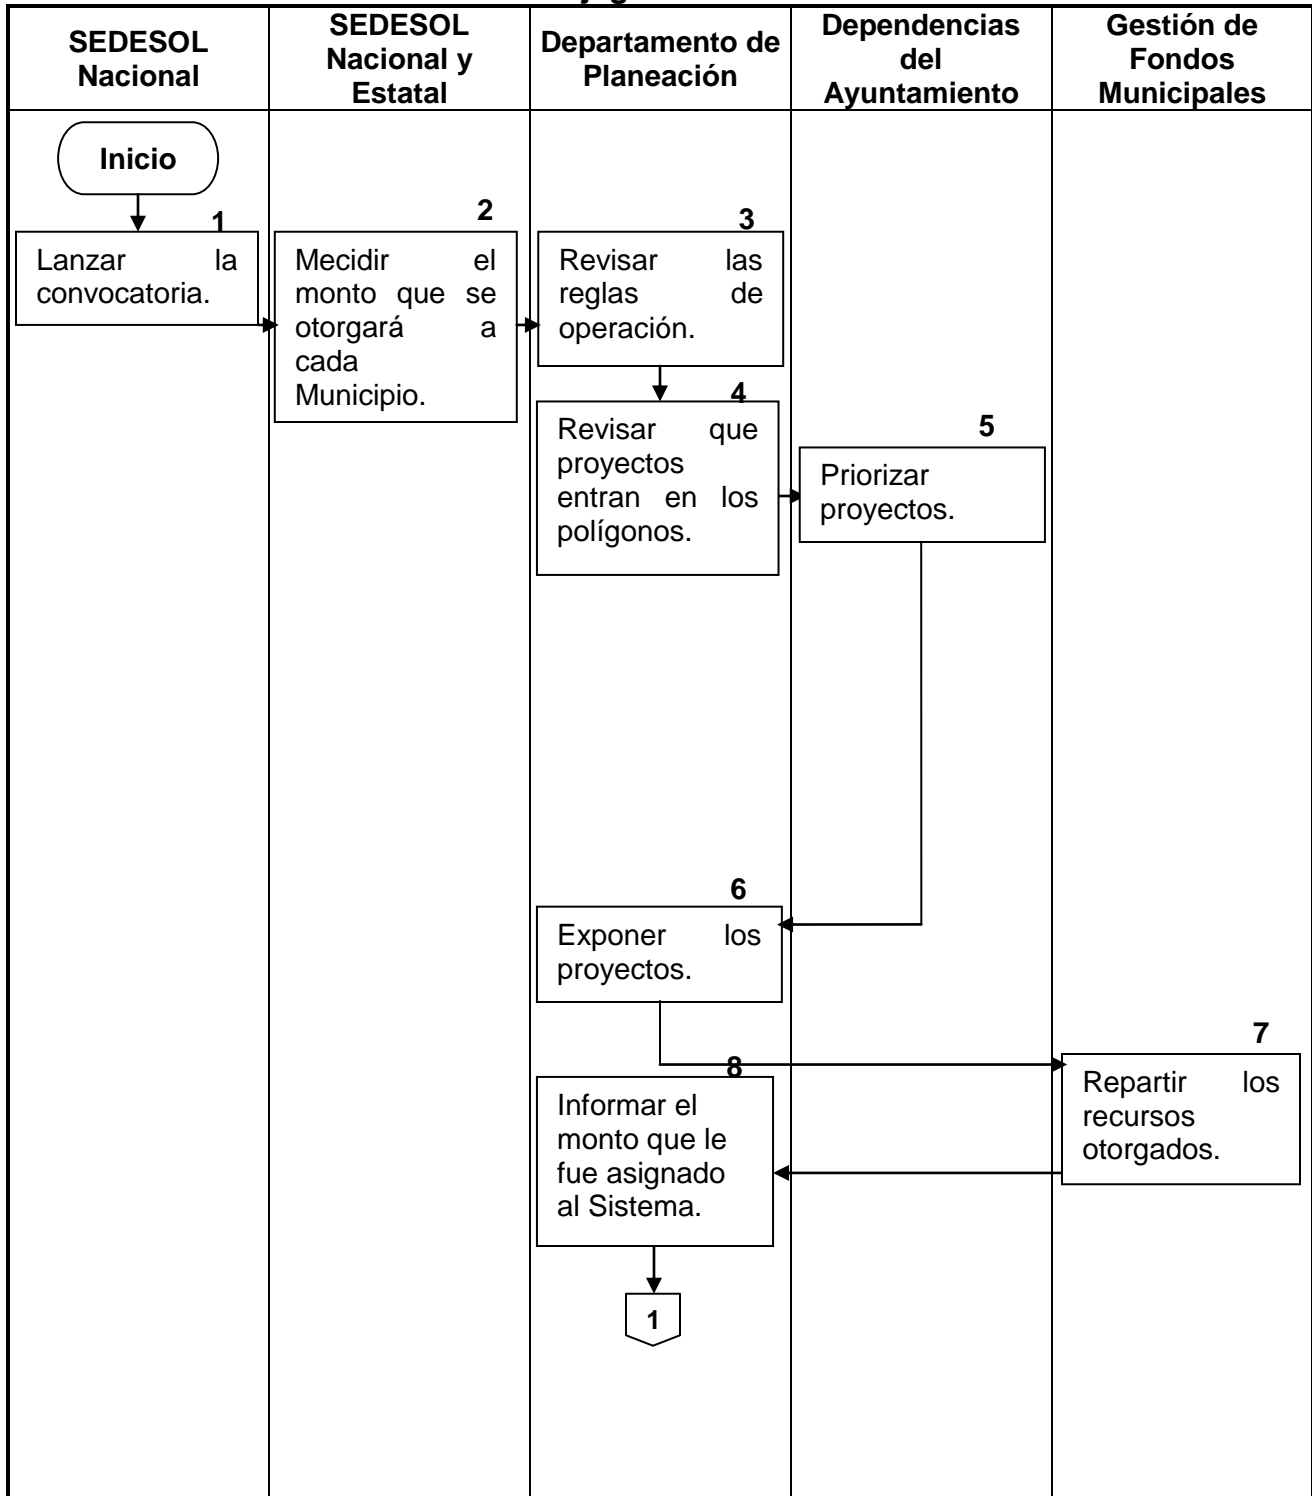 SEDESOL
Nacional
SEDESOL
Nacional y
Estatal
Departamento de
Planeación
Dependencias
del
Ayuntamiento
Gestión de
Fondos
Municipales
Inicio
1
Lanzar la
convocatoria.
2
Mecidir el
monto que se
otorgará a
cada
Municipio.
3
Revisar las
reglas de
operación.
4
Revisar que
proyectos
entran en los
polígonos.
5
Priorizar
proyectos.
6
Exponer los
proyectos.
7
Repartir los
recursos
otorgados.
8
Informar el
monto que le
fue asignado
al Sistema.
1